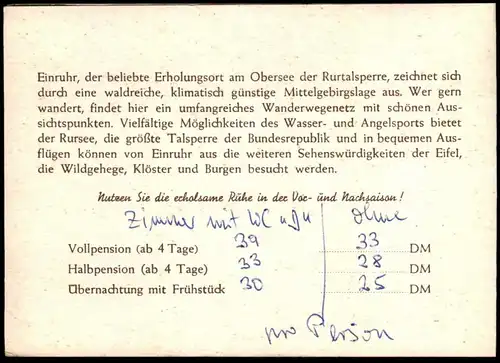 Einruhr, der beliebte Erholungsort am Obersee der Rurtalsperre, zeichnet sich
durch eine waldreiche, klimatisch günstige Mittelgebirgslage aus. Wer gern
wandert, findet hier ein umfangreiches Wanderwegenetz mit schönen Aus-
sichtspunkten. Vielfältige Möglichkeiten des Wasser- und Angelsports bietet
der Rursee, die größte Talsperre der Bundesrepublik und in bequemen Aus-
flügen können von Einruhr aus die weiteren Sehenswürdigkeiten der Eifel,
die Wildgehege, Klöster und Burgen besucht werden.
Nutzen Sie die erholsame Ruhe in der Vor- und Nachsaison!
Zimmer mit WC u Du ohne
Vollpension (ab 4 Tage) 39 33 DM
Halbpension (ab 4 Tage) 33 28 DM
Übernachtung mit Frühstück 30 25 DM
pro Person